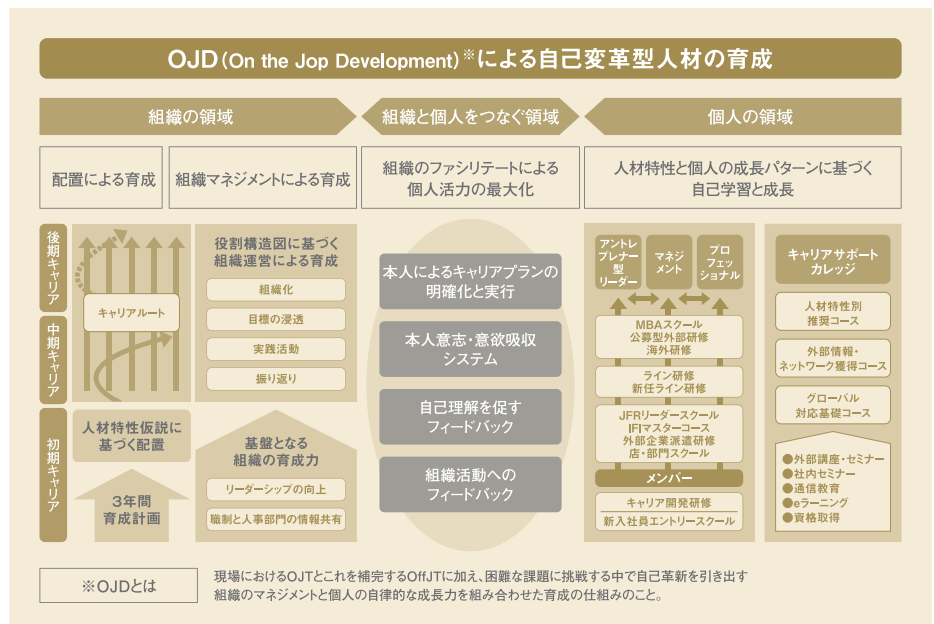 OJD（On the Jop Development）※による自己変革型人材の育成
組織の領域
組織と個人をつなぐ領域
個人の領域
配置による育成
組織マネジメントによる育成
組織のファシリテートによる
個人活力の最大化
人材特性と個人の成長パターンに基づく
自己学習と成長
後期キャリア
中期キャリア
初期キャリア
キャリアルート
人材特性仮説に
基づく配置
3年間
育成計画
役割構造図に基づく
組織運営による育成
組織化
目標の浸透
実践活動
振り返り
基盤となる
組織の育成力
リーダーシップの向上
職制と人事部門の情報共有
本人によるキャリアプランの
明確化と実行
本人意志・意欲吸収
システム
自己理解を促す
フィードバック
組織活動への
フィードバック
アントレ
プレナー
型
リーダー
マネジ
メント
プロ
フェッ
ショナル
MBAスクール
公募型外部研修
海外研修
ライン研修
新任ライン研修
JFRリーダースクール
IFIマスターコース
外部企業派遣研修
店・部門スクール
メンバー
キャリア開発研修
新入社員エントリースクール
キャリアサポート
カレッジ
人材特性別
推奨コース
外部情報・
ネットワーク獲得コース
グローバル
対応基礎コース
●外部講座・セミナー
●社内セミナー
●通信教育
●eラーニング
●資格取得
※OJDとは
現場におけるOJTとこれを補完するOffJTに加え、困難な課題に挑戦する中で自己革新を引き出す
組織のマネジメントと個人の自律的な成長力を組み合わせた育成の仕組みのこと。